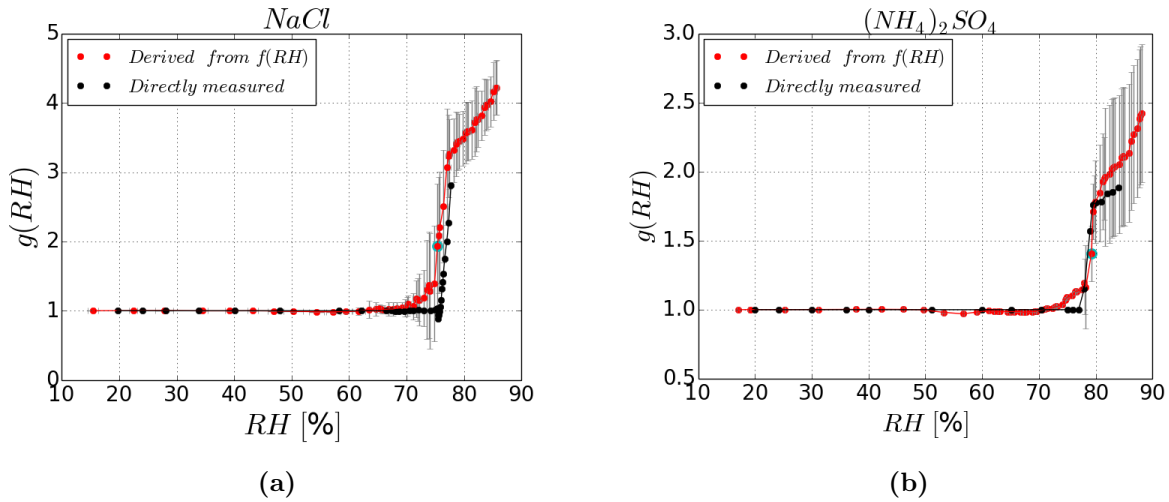 NaCl
5
4
3
2
1
0
g(RH)
Derived from f(RH)
Directly measured
10 20 30 40 50 60 70 80 90
RH [%]
(a)
(NH₄)₂SO₄
3.0
2.5
2.0
1.5
1.0
0.5
g(RH)
Derived from f(RH)
Directly measured
10 20 30 40 50 60 70 80 90
RH [%]
(b)